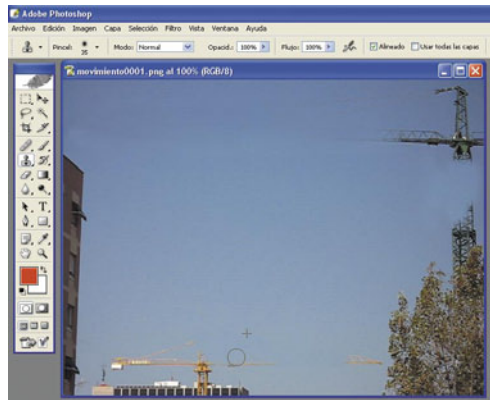 Adobe Photoshop
Archivo Edición Imagen Capa Selección Filtro Vista Ventana Ayuda
Pincel: 35 Modo: Normal Opacid.: 100% Flujo: 100% Alineado Usar todas las capas
movimiento0001.png al 100% (RGB/8)
T